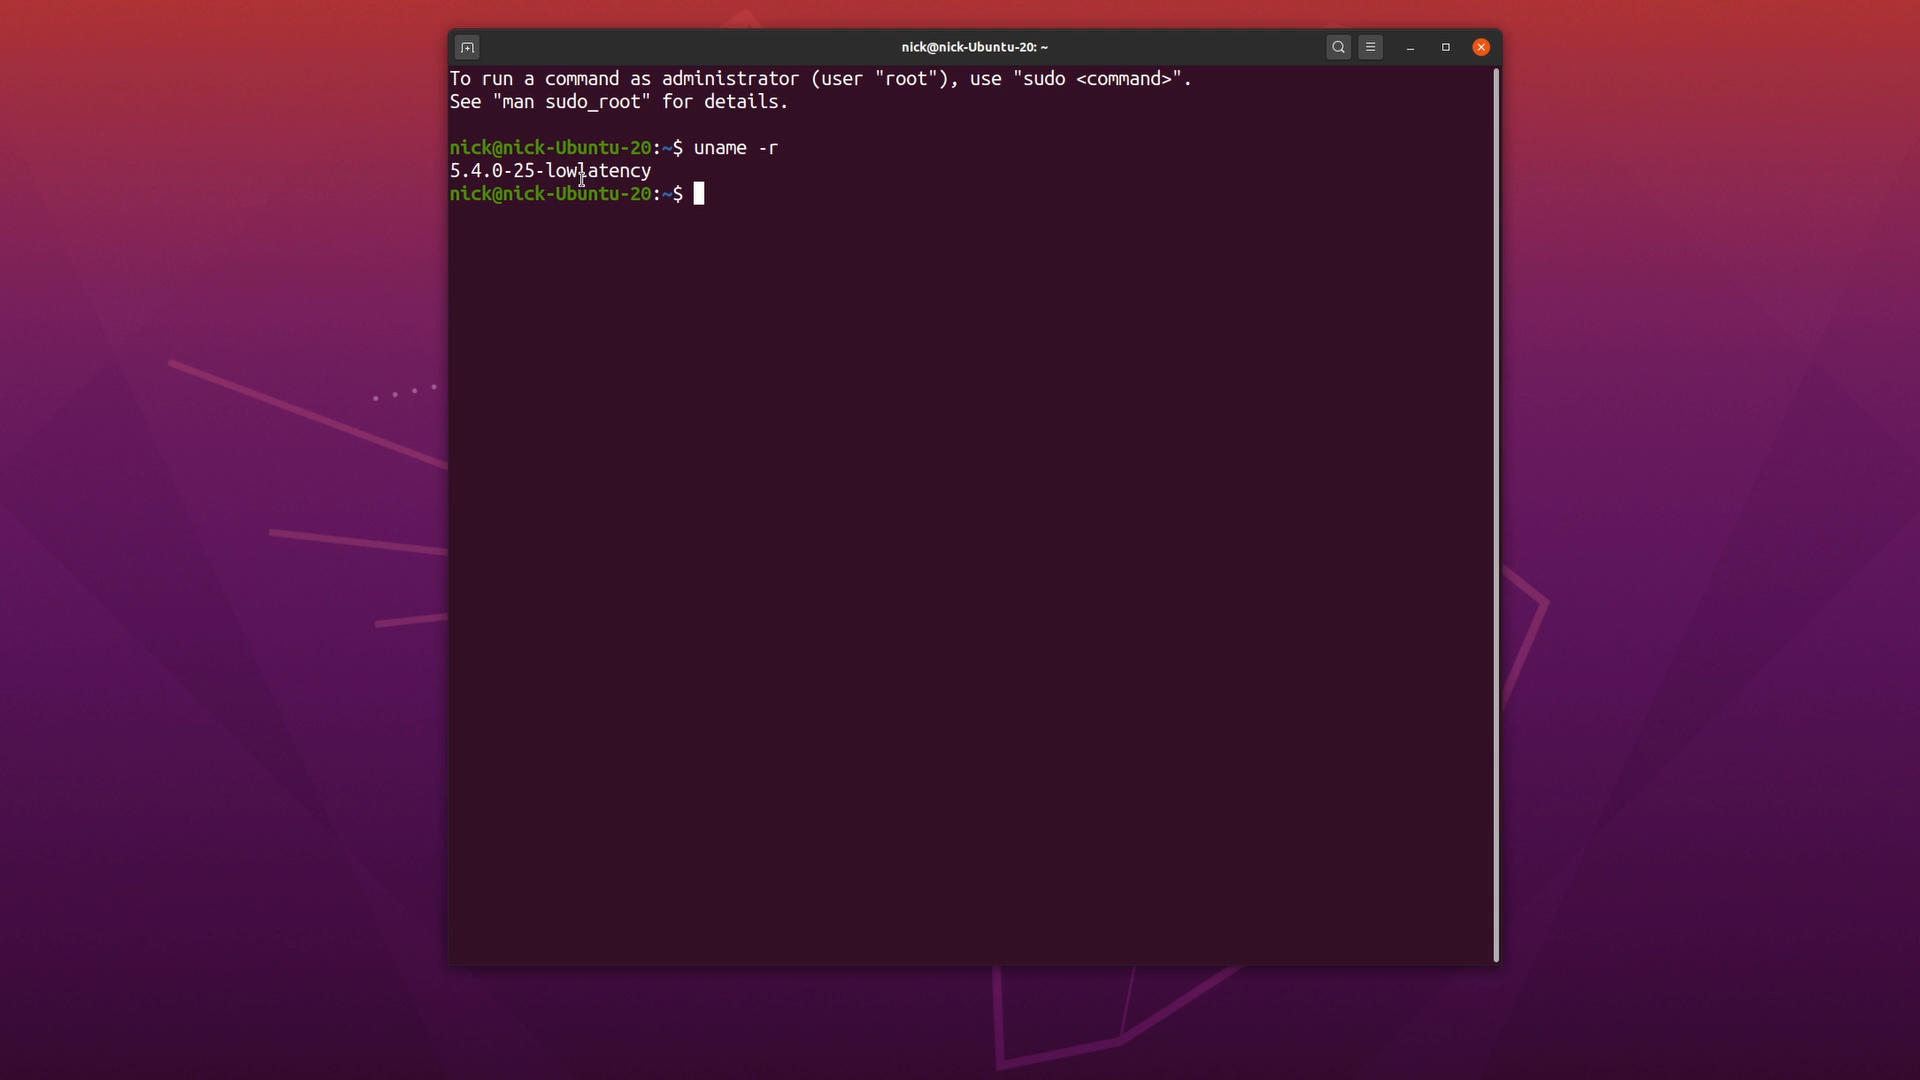 nick@nick-Ubuntu-20: ~
To run a command as administrator (user "root"), use "sudo <command>".
See "man sudo_root" for details.
nick@nick-Ubuntu-20:~$ uname -r
5.4.0-25-lowlatency
nick@nick-Ubuntu-20:~$